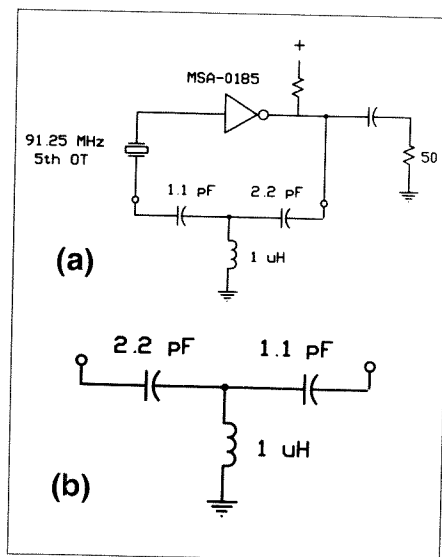 +
MSA-0185
91.25 MHz
5th OT
50
1.1 pF
2.2 pF
1 uH
(a)
2.2 pF
1.1 pF
1 uH
(b)